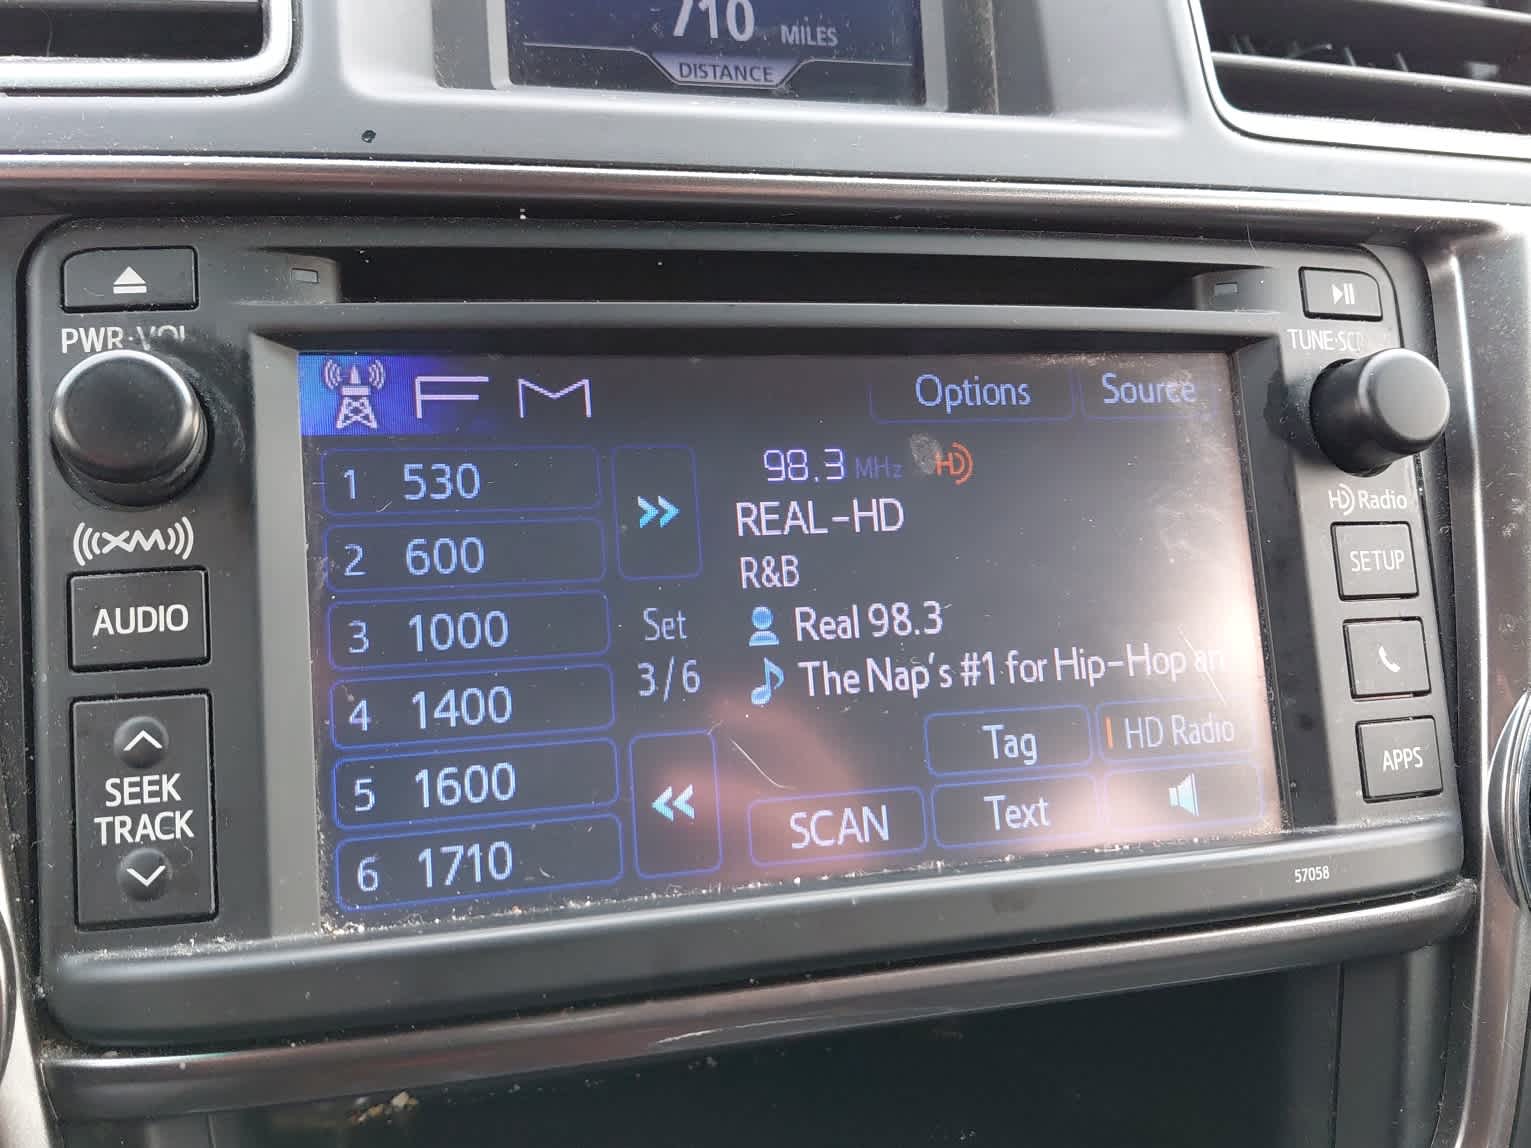 710 MILES
DISTANCE
PWR·VOL
TUNE·SCR
FM
Options
Source
1 530
2 600
3 1000
4 1400
5 1600
6 1710
Set
3/6
98.3 MHz HD
REAL-HD
R&B
Real 98.3
The Nap's #1 for Hip-Hop an
Tag
HD Radio
SCAN
Text
((XM))
AUDIO
SEEK
TRACK
HD Radio
SETUP
APPS
57058